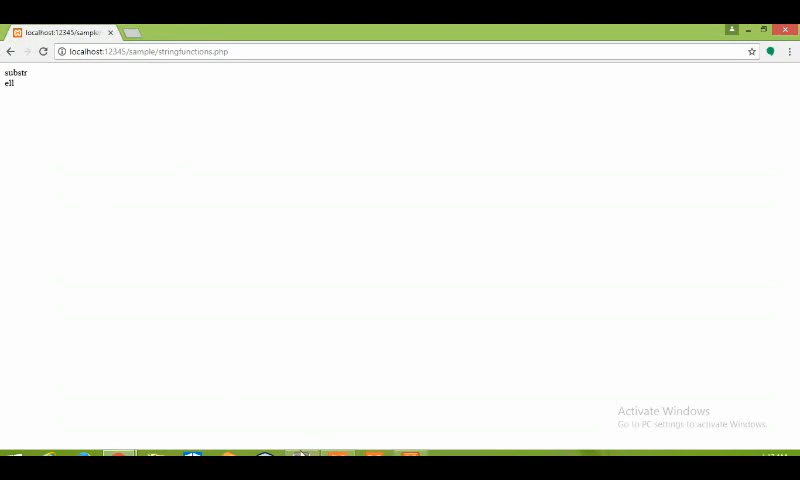 localhost:12345/sample
localhost:12345/sample/stringfunctions.php
substr
ell
Activate Windows
Go to PC settings to activate Windows.